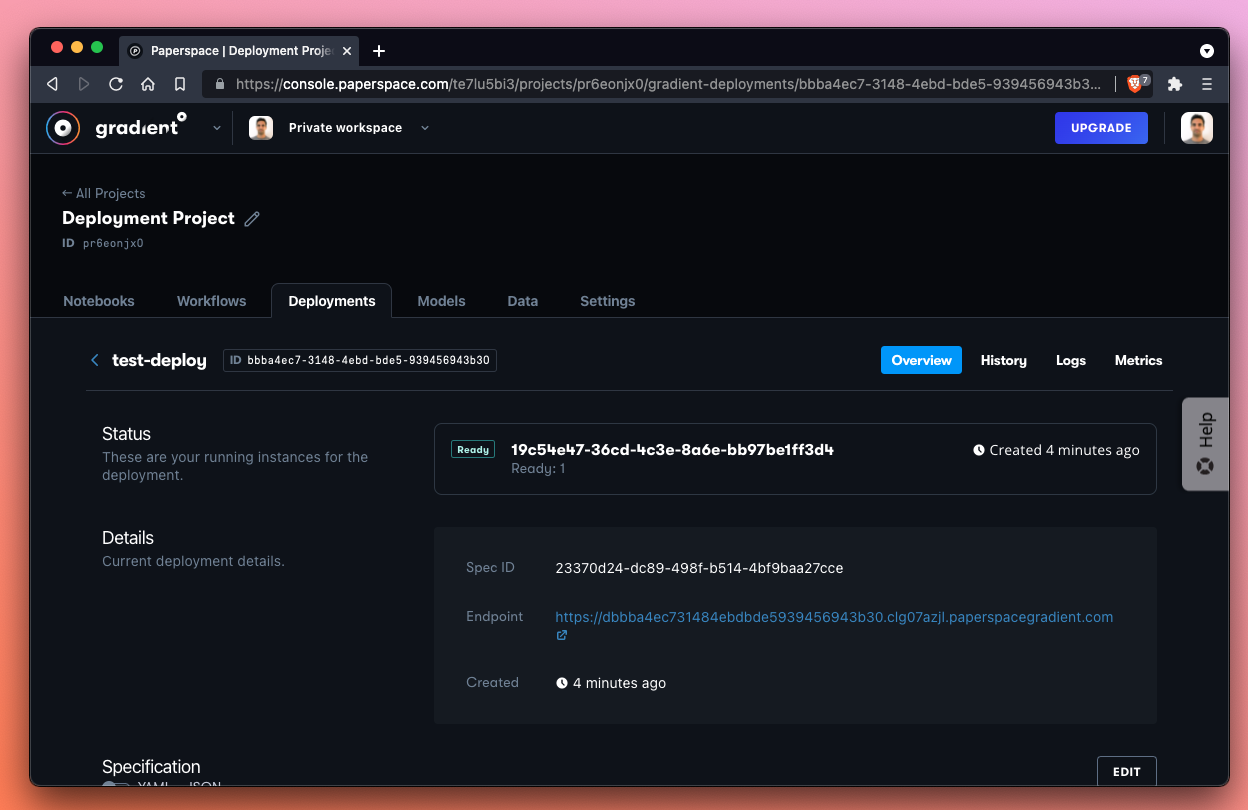 Paperspace | Deployment Proje
https://console.paperspace.com/te7lu5bi3/projects/pr6eonjx0/gradient-deployments/bbba4ec7-3148-4ebd-bde5-939456943b3...
7
gradient
Private workspace
UPGRADE
← All Projects
Deployment Project
ID pr6eonjx0
Notebooks Workflows Deployments Models Data Settings
test-deploy ID bbba4ec7-3148-4ebd-bde5-939456943b30
Overview History Logs Metrics
Help
Status
These are your running instances for the
deployment.
Ready 19c54e47-36cd-4c3e-8a6e-bb97be1ff3d4 Created 4 minutes ago
Ready: 1
Details
Current deployment details.
Spec ID 23370d24-dc89-498f-b514-4bf9baa27cce
Endpoint https://dbbba4ec731484ebdbde5939456943b30.clg07azjl.paperspacegradient.com
Created 4 minutes ago
Specification
YAML JSON
EDIT